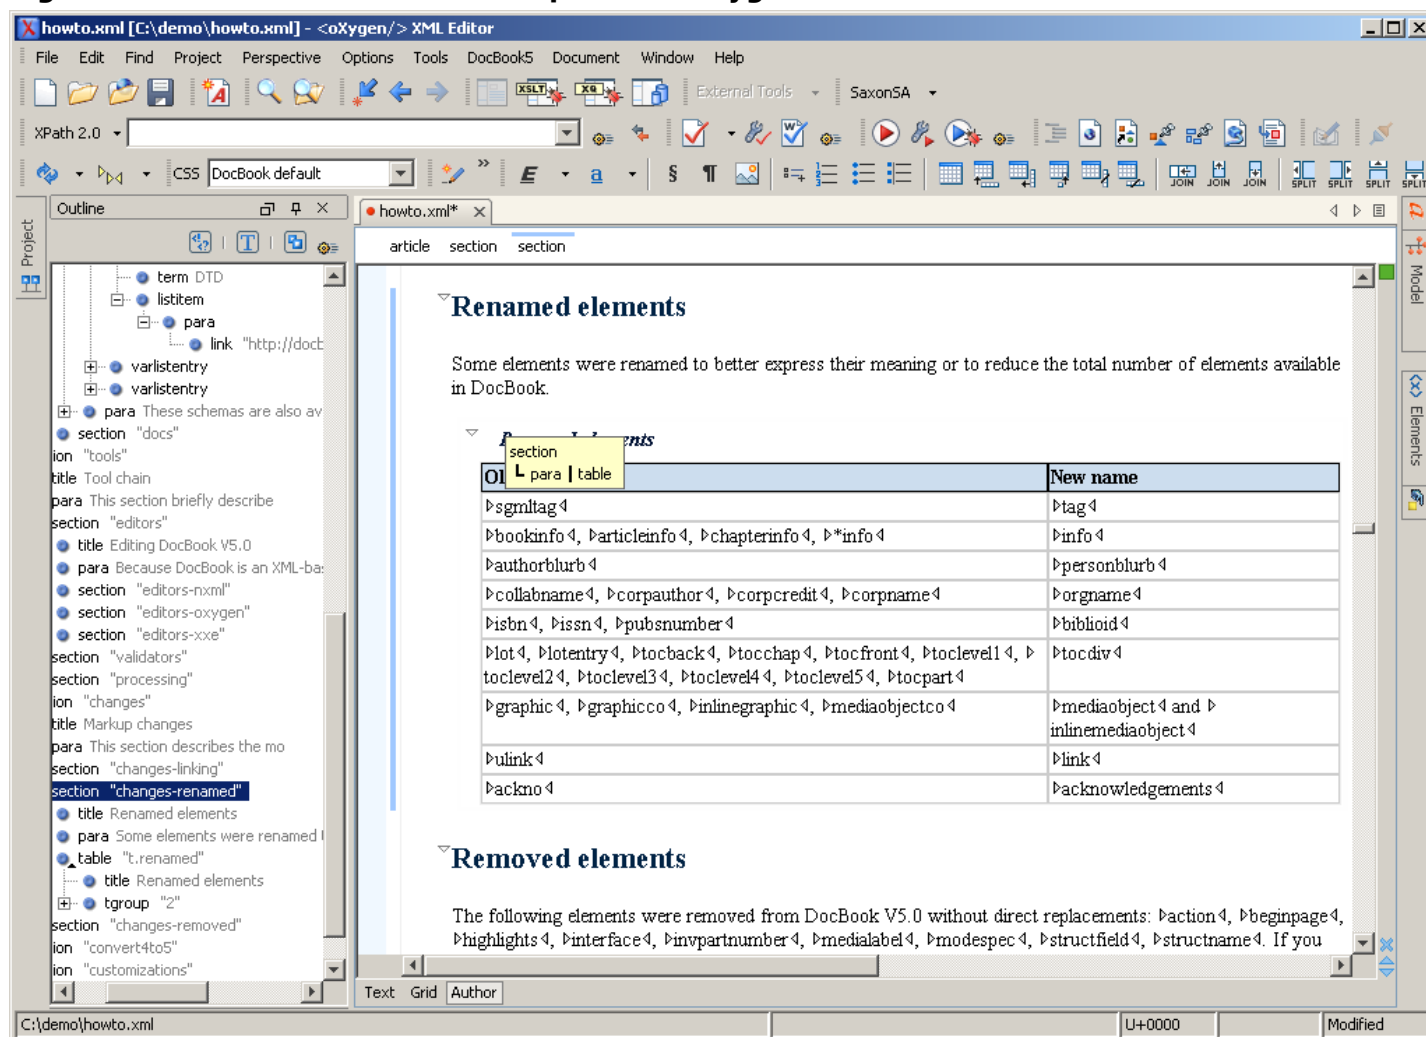 howto.xml [C:\demo\howto.xml] - <oXygen/> XML Editor
File Edit Find Project Perspective Options Tools DocBook5 Document Window Help
XSLT XQ External Tools SaxonSA
XPath 2.0
CSS DocBook default E a § ¶ JOIN JOIN JOIN SPLIT SPLIT SPLIT SPLIT
Project
Outline
term DTD
listitem
para
link "http://docb
varlistentry
varlistentry
para These schemas are also av
section "docs"
ion "tools"
title Tool chain
para This section briefly describe
section "editors"
title Editing DocBook V5.0
para Because DocBook is an XML-ba
section "editors-nxml"
section "editors-oxygen"
section "editors-xxe"
section "validators"
section "processing"
ion "changes"
title Markup changes
para This section describes the mo
section "changes-linking"
section "changes-renamed"
title Renamed elements
para Some elements were renamed
table "t.renamed"
title Renamed elements
tgroup "2"
section "changes-removed"
ion "convert4to5"
ion "customizations"
howto.xml*
article section section
Renamed elements
Some elements were renamed to better express their meaning or to reduce the total number of elements available
in DocBook.
section
para table
New name
sgmltag tag
bookinfo, articleinfo, chapterinfo, *info info
authorblurb personblurb
collabname, corpauthor, corpcredit, corpname orgname
isbn, issn, pubsnumber biblioid
lot, lotentry, tocback, tocchap, tocfront, toclevel1, tocdiv
toclevel2, toclevel3, toclevel4, toclevel5, tocpart
graphic, graphicco, inlinegraphic, mediaobjectco mediaobject and
inlinemediaobject
ulink link
ackno acknowledgements
Removed elements
The following elements were removed from DocBook V5.0 without direct replacements: action, beginpage,
highlights, interface, invpartnumber, medialabel, modespec, structfield, structname. If you
Text Grid Author
Model
Elements
C:\demo\howto.xml U+0000 Modified